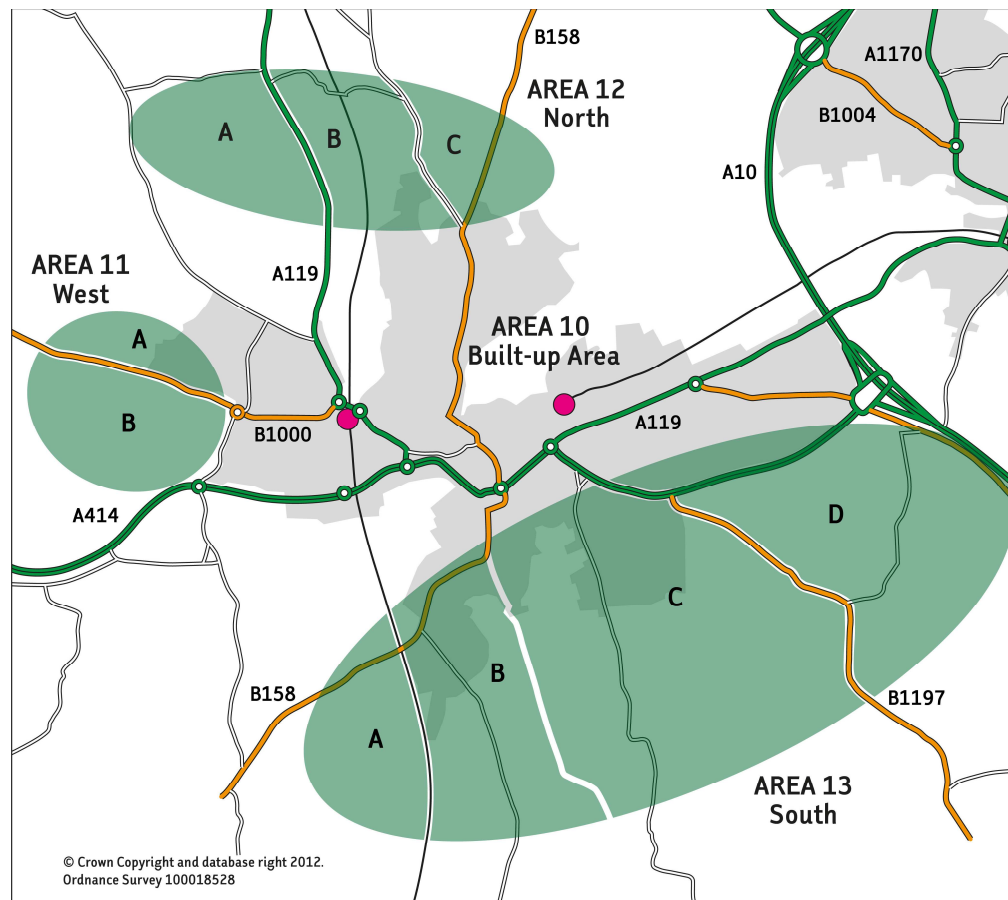 B158
A1170
AREA 12
North
B1004
A
B
C
A10
AREA 11
West
A119
A
AREA 10
Built-up Area
B
B1000
A119
A414
D
C
B
B158
B1197
A
AREA 13
South
© Crown Copyright and database right 2012.
Ordnance Survey 100018528